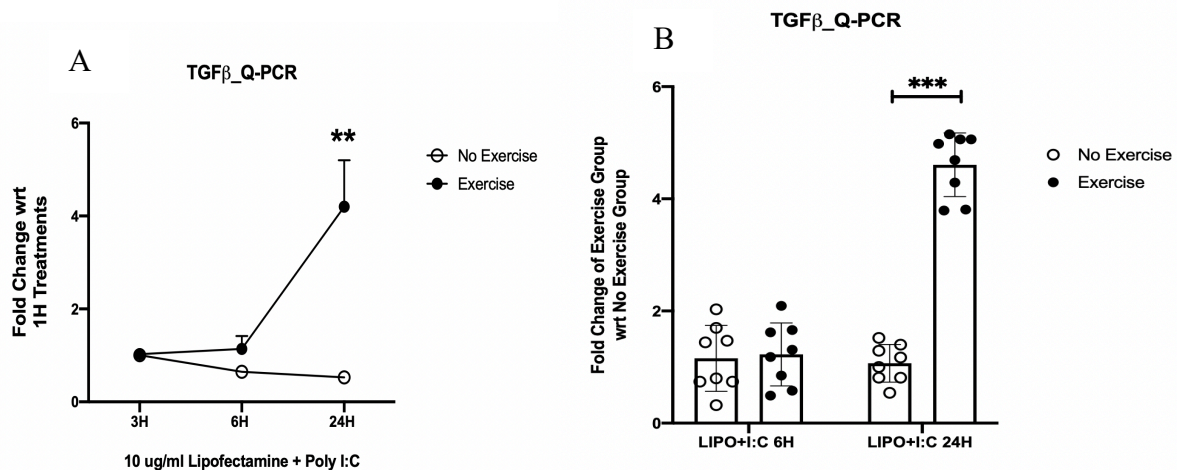 A
TGFβ_Q-PCR
Fold Change wrt
1H Treatments
6
4
2
0
**
No Exercise
Exercise
3H
6H
24H
10 ug/ml Lipofectamine + Poly I:C
B
TGFβ_Q-PCR
Fold Change of Exercise Group
wrt No Exercise Group
6
4
2
0
***
No Exercise
Exercise
LIPO+I:C 6H
LIPO+I:C 24H